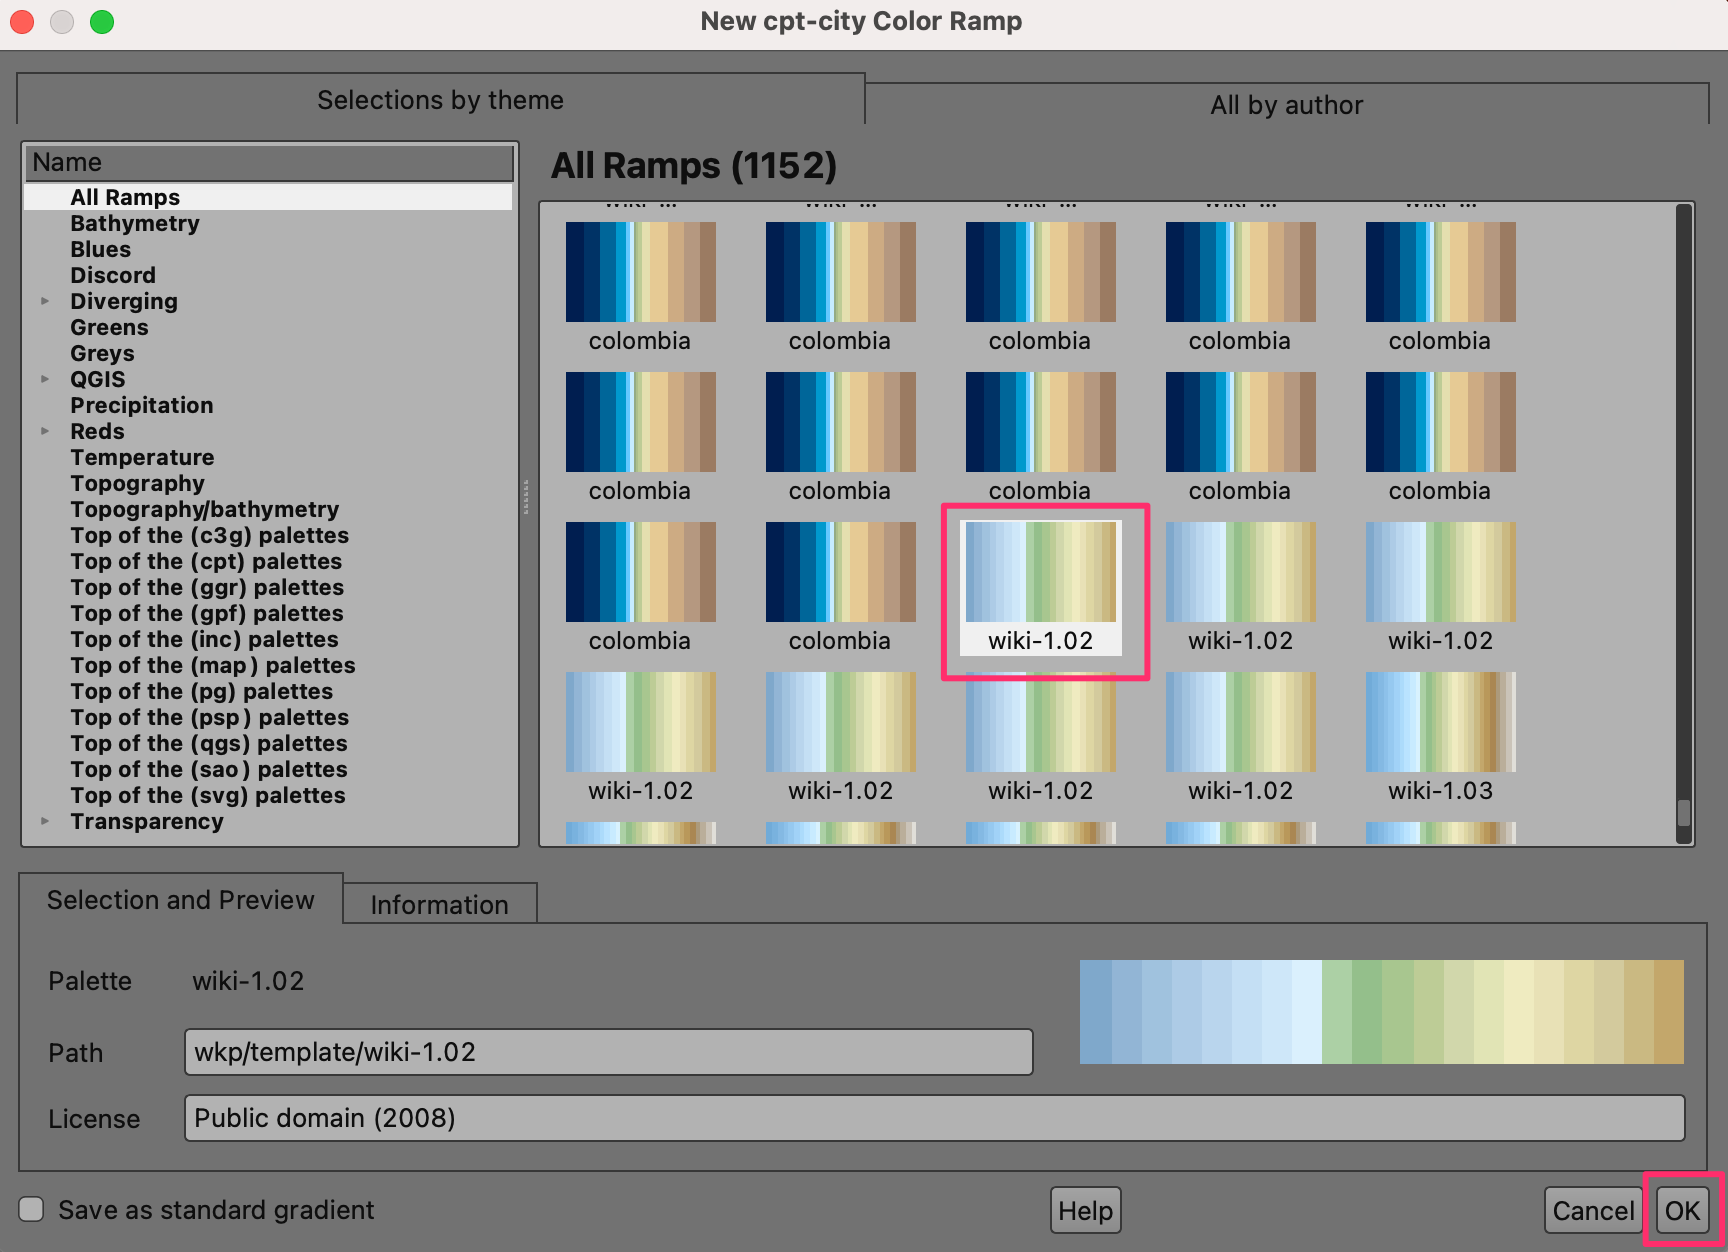 New cpt-city Color Ramp
Selections by theme
All by author
Name
All Ramps
Bathymetry
Blues
Discord
Diverging
Greens
Greys
QGIS
Precipitation
Reds
Temperature
Topography
Topography/bathymetry
Top of the (c3g) palettes
Top of the (cpt) palettes
Top of the (ggr) palettes
Top of the (gpf) palettes
Top of the (inc) palettes
Top of the (map) palettes
Top of the (pg) palettes
Top of the (psp) palettes
Top of the (qgs) palettes
Top of the (sao) palettes
Top of the (svg) palettes
Transparency
All Ramps (1152)
colombia colombia colombia colombia colombia
colombia colombia colombia colombia colombia
colombia colombia wiki-1.02 wiki-1.02 wiki-1.02
wiki-1.02 wiki-1.02 wiki-1.02 wiki-1.02 wiki-1.03
Selection and Preview
Information
Palette wiki-1.02
Path wkp/template/wiki-1.02
License Public domain (2008)
Save as standard gradient
Help
Cancel
OK